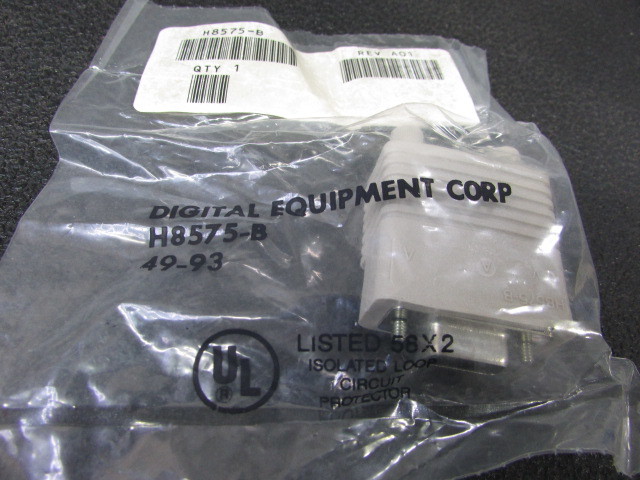 H8575-B
QTY 1
REV A01
DIGITAL EQUIPMENT CORP
H8575-B
49-93
UL
®
LISTED 58X2
ISOLATED LOOP
CIRCUIT
PROTECTOR